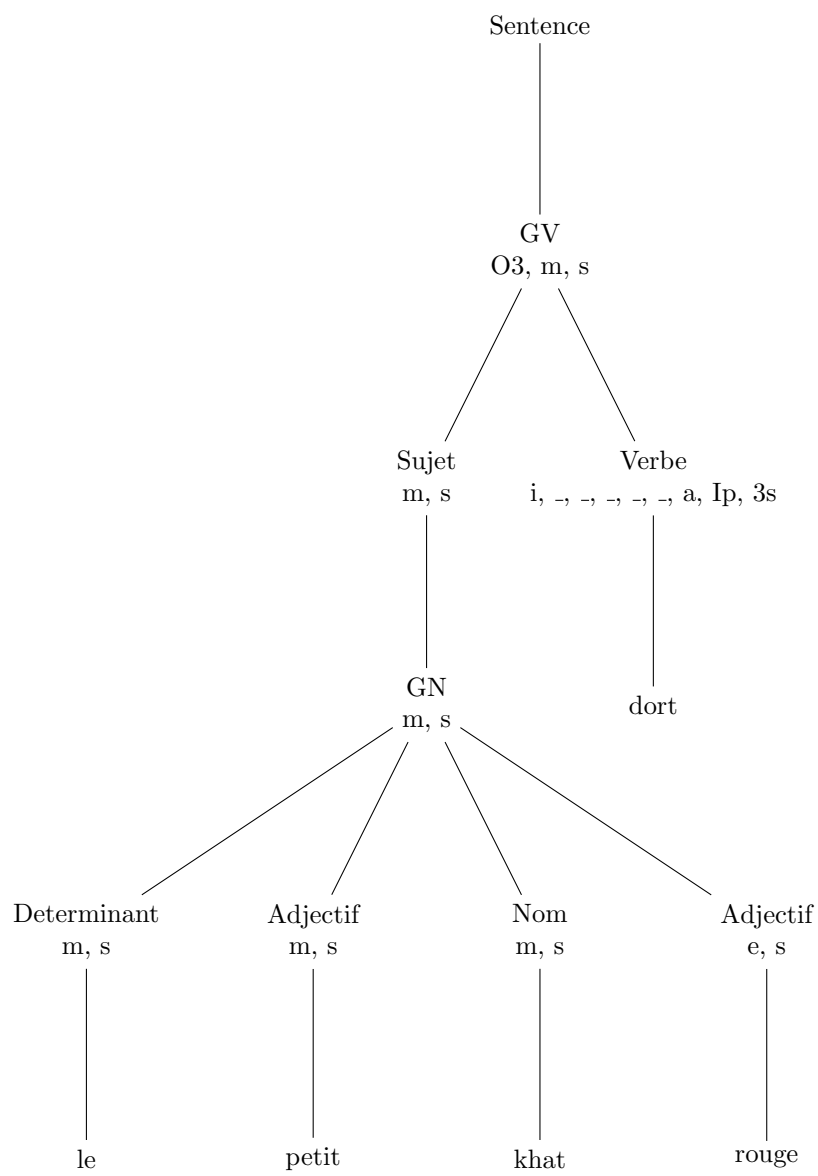 Sentence
GV
O3, m, s
Sujet Verbe
m, s i, _, _, _, _, _, a, Ip, 3s
GN
m, s
dort
Determinant Adjectif Nom Adjectif
m, s m, s m, s e, s
le petit khat rouge